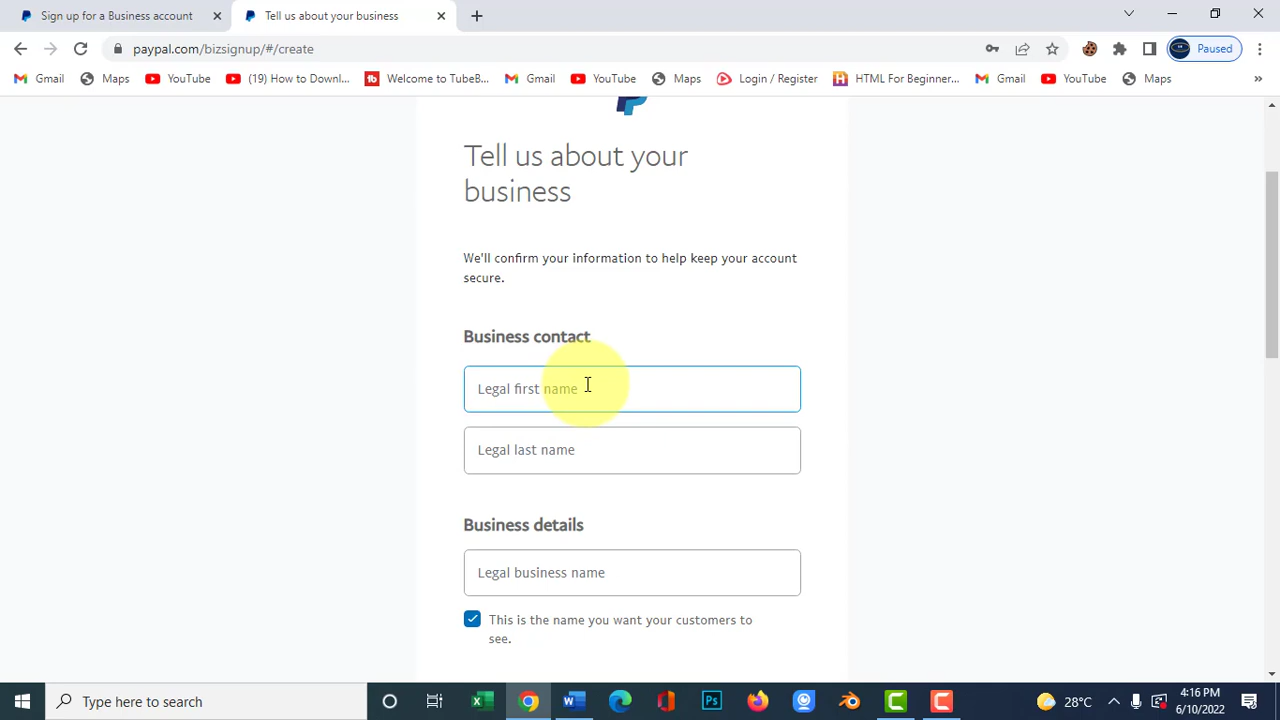 Sign up for a Business account
Tell us about your business
paypal.com/bizsignup/#/create
Paused
Gmail
Maps
YouTube
(19) How to Downl...
Welcome to TubeB...
Gmail
YouTube
Maps
Login / Register
HTML For Beginner...
Gmail
YouTube
Maps
Tell us about your
business
We'll confirm your information to help keep your account
secure.
Business contact
Legal first name
Legal last name
Business details
Legal business name
This is the name you want your customers to
see.
Type here to search
28°C
4:16 PM
6/10/2022